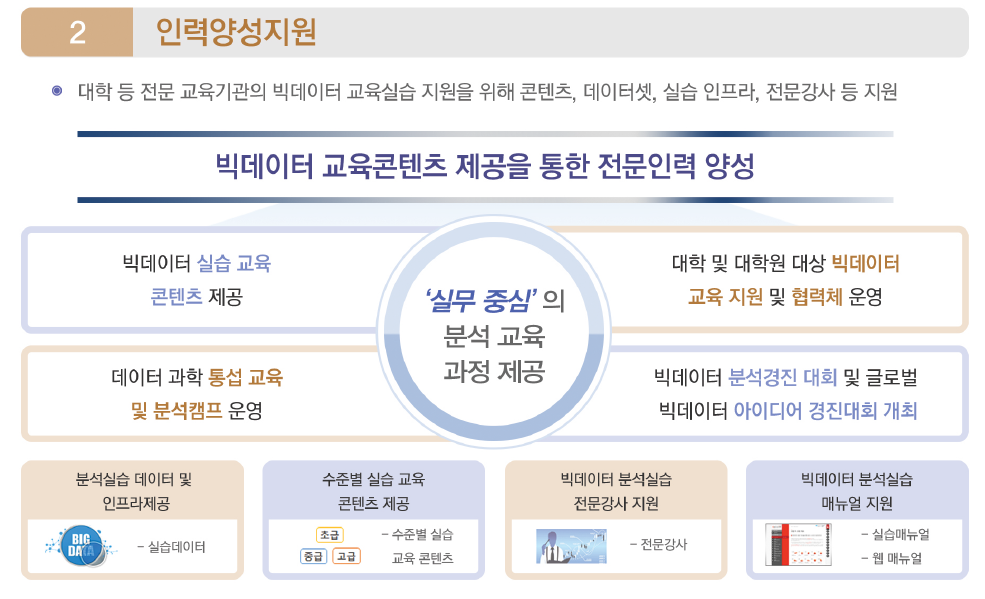 2 인력양성지원
대학 등 전문 교육기관의 빅데이터 교육실습 지원을 위해 콘텐츠, 데이터셋, 실습 인프라, 전문강사 등 지원
빅데이터 교육콘텐츠 제공을 통한 전문인력 양성
빅데이터 실습 교육
콘텐츠 제공
대학 및 대학원 대상 빅데이터
교육 지원 및 협력체 운영
‘실무 중심’ 의
분석 교육
과정 제공
데이터 과학 통섭 교육
및 분석캠프 운영
빅데이터 분석경진 대회 및 글로벌
빅데이터 아이디어 경진대회 개최
분석실습 데이터 및
인프라제공
BIG
DATA
– 실습데이터
수준별 실습 교육
콘텐츠 제공
초급
중급 고급
– 수준별 실습
교육 콘텐츠
빅데이터 분석실습
전문강사 지원
– 전문강사
빅데이터 분석실습
매뉴얼 지원
– 실습매뉴얼
– 웹 매뉴얼